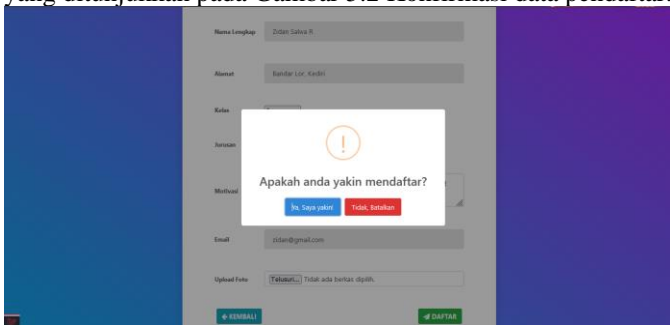 yang ditunjukkan pada Gambar 3.2 Konfirmasi data pendaftar.
Nama Lengkap Zidan Salwa R
Alamat Bandar Lor, Kediri
Kelas
Jurusan
Apakah anda yakin mendaftar?
Motivasi
Ya, Saya yakin! Tidak, Batalkan
Email zidan@gmail.com
Upload Foto Telusuri... Tidak ada berkas dipilih.
KEMBALI DAFTAR